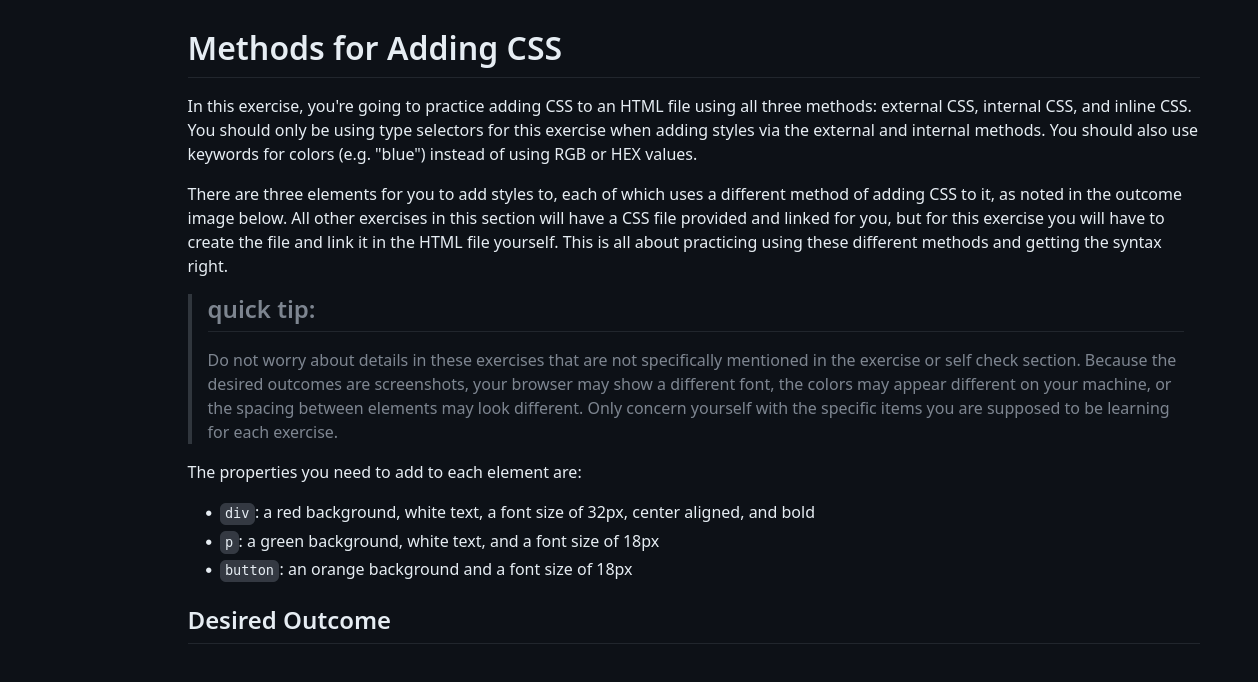 Methods for Adding CSS
In this exercise, you're going to practice adding CSS to an HTML file using all three methods: external CSS, internal CSS, and inline CSS.
You should only be using type selectors for this exercise when adding styles via the external and internal methods. You should also use
keywords for colors (e.g. "blue") instead of using RGB or HEX values.
There are three elements for you to add styles to, each of which uses a different method of adding CSS to it, as noted in the outcome
image below. All other exercises in this section will have a CSS file provided and linked for you, but for this exercise you will have to
create the file and link it in the HTML file yourself. This is all about practicing using these different methods and getting the syntax
right.
quick tip:
Do not worry about details in these exercises that are not specifically mentioned in the exercise or self check section. Because the
desired outcomes are screenshots, your browser may show a different font, the colors may appear different on your machine, or
the spacing between elements may look different. Only concern yourself with the specific items you are supposed to be learning
for each exercise.
The properties you need to add to each element are:
• div: a red background, white text, a font size of 32px, center aligned, and bold
• p: a green background, white text, and a font size of 18px
• button: an orange background and a font size of 18px
Desired Outcome